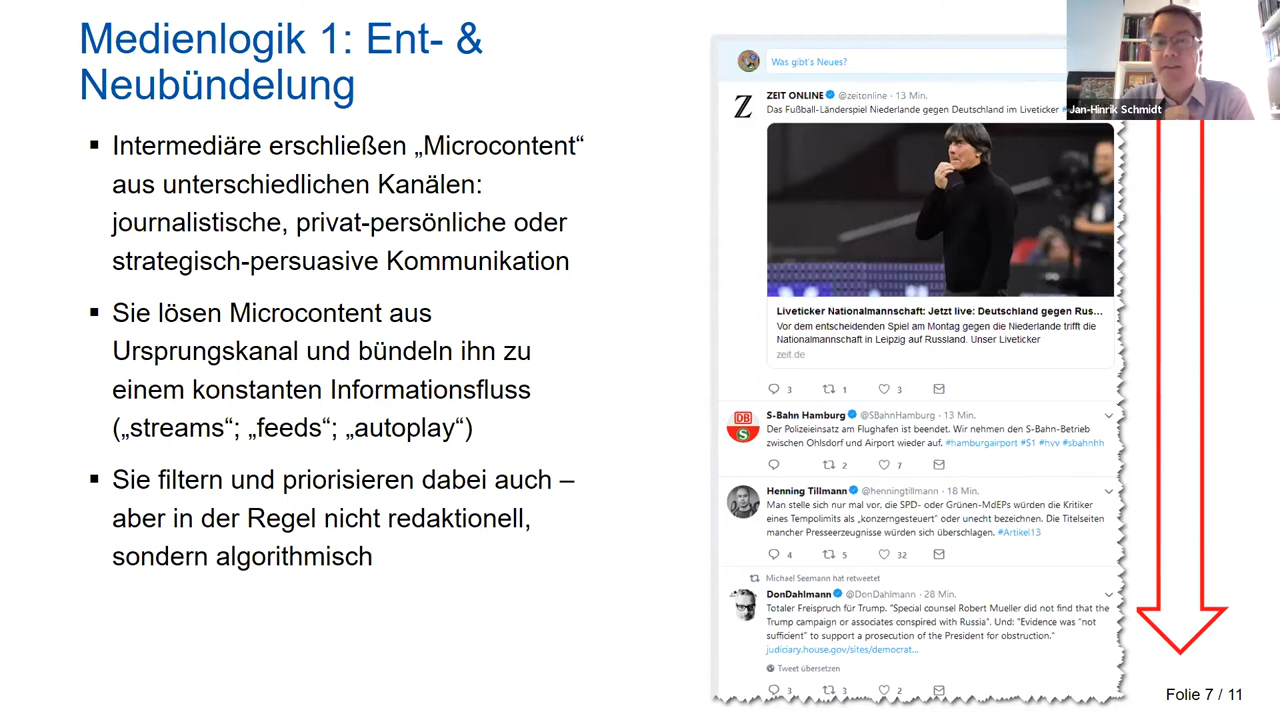 Medienlogik 1: Ent- &
Neubündelung
▪ Intermediäre erschließen „Microcontent“
aus unterschiedlichen Kanälen:
journalistische, privat-persönliche oder
strategisch-persuasive Kommunikation
▪ Sie lösen Microcontent aus
Ursprungskanal und bündeln ihn zu
einem konstanten Informationsfluss
(„streams“; „feeds“; „autoplay“)
▪ Sie filtern und priorisieren dabei auch –
aber in der Regel nicht redaktionell,
sondern algorithmisch
Was gibt's Neues?
Z
ZEIT ONLINE @zeitonline · 13 Min.
Das Fußball-Länderspiel Niederlande gegen Deutschland im Liveticker #
Liveticker Nationalmannschaft: Jetzt live: Deutschland gegen Rus...
Vor dem entscheidenden Spiel am Montag gegen die Niederlande trifft die
Nationalmannschaft in Leipzig auf Russland. Unser Liveticker
zeit.de
3 1 3
DB
S
S-Bahn Hamburg @SBahnHamburg · 13 Min.
Der Polizeieinsatz am Flughafen ist beendet. Wir nehmen den S-Bahn-Betrieb
zwischen Ohlsdorf und Airport wieder auf. #hamburgairport #S1 #hvv #sbahnhh
2 7
Henning Tillmann @henningtillmann · 18 Min.
Man stelle sich nur mal vor, die SPD- oder Grünen-MdEPs würden die Kritiker
eines Tempolimits als „konzerngesteuert“ oder unecht bezeichnen. Die Titelseiten
mancher Presseerzeugnisse würden sich überschlagen. #Artikel13
4 5 32
Michael Seemann hat retweetet
DonDahlmann @DonDahlmann · 28 Min.
Totaler Freispruch für Trump. "Special counsel Robert Mueller did not find that the
Trump campaign or associates conspired with Russia". Und: "Evidence was "not
sufficient" to support a prosecution of the President for obstruction."
judiciary.house.gov/sites/democrat...
Tweet übersetzen
3 3 2
Jan-Hinrik Schmidt
Folie 7 / 11